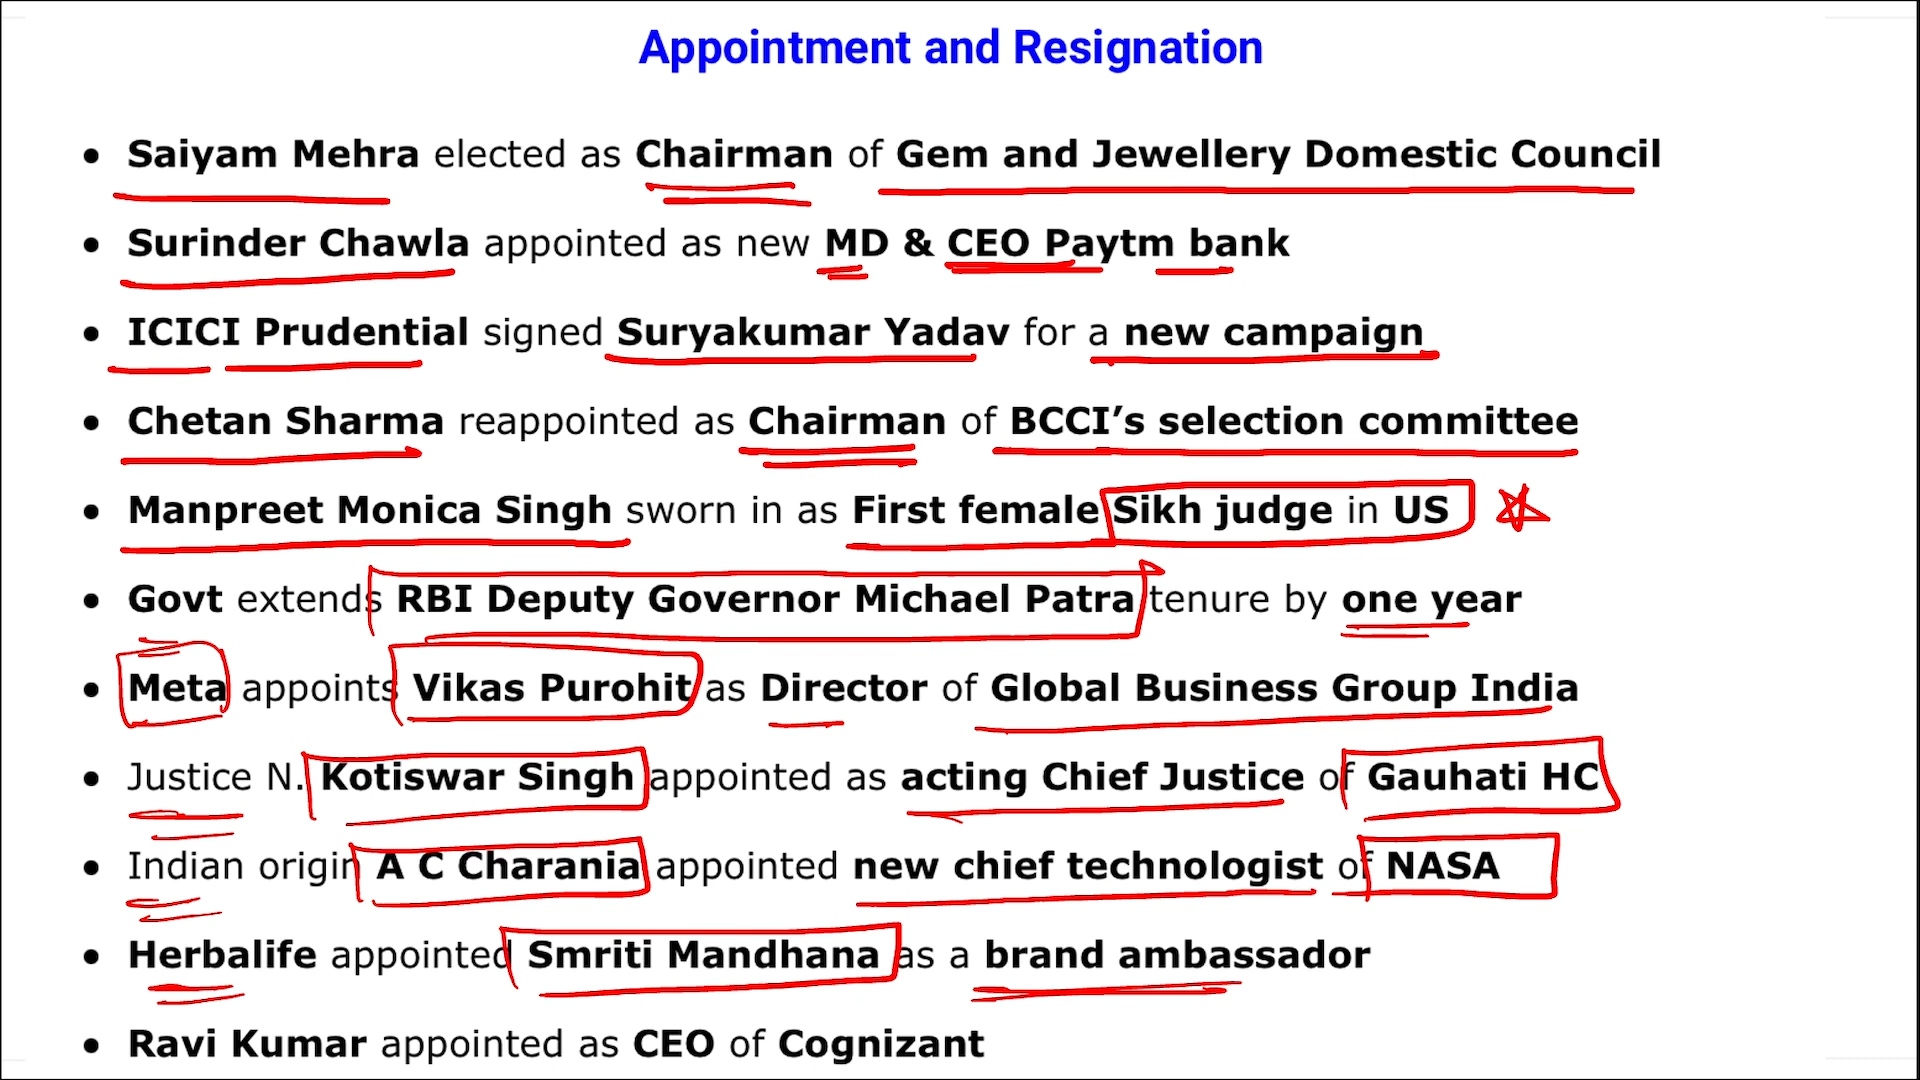 Appointment and Resignation
• Saiyam Mehra elected as Chairman of Gem and Jewellery Domestic Council
• Surinder Chawla appointed as new MD & CEO Paytm bank
• ICICI Prudential signed Suryakumar Yadav for a new campaign
• Chetan Sharma reappointed as Chairman of BCCI’s selection committee
• Manpreet Monica Singh sworn in as First female Sikh judge in US
• Govt extends RBI Deputy Governor Michael Patra tenure by one year
• Meta appoints Vikas Purohit as Director of Global Business Group India
• Justice N. Kotiswar Singh appointed as acting Chief Justice of Gauhati HC
• Indian origin A C Charania appointed new chief technologist of NASA
• Herbalife appointed Smriti Mandhana as a brand ambassador
• Ravi Kumar appointed as CEO of Cognizant